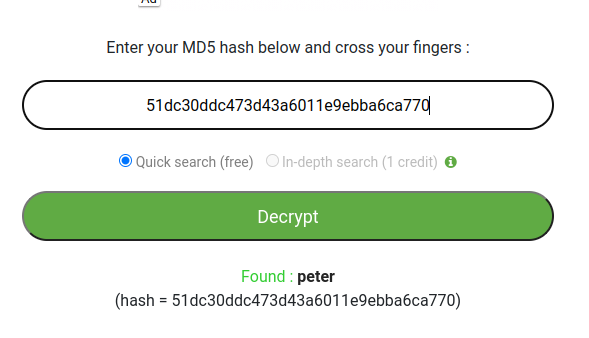 Ad
Enter your MD5 hash below and cross your fingers :
51dc30ddc473d43a6011e9ebba6ca770
Quick search (free) In-depth search (1 credit)
Decrypt
Found : peter
(hash = 51dc30ddc473d43a6011e9ebba6ca770)